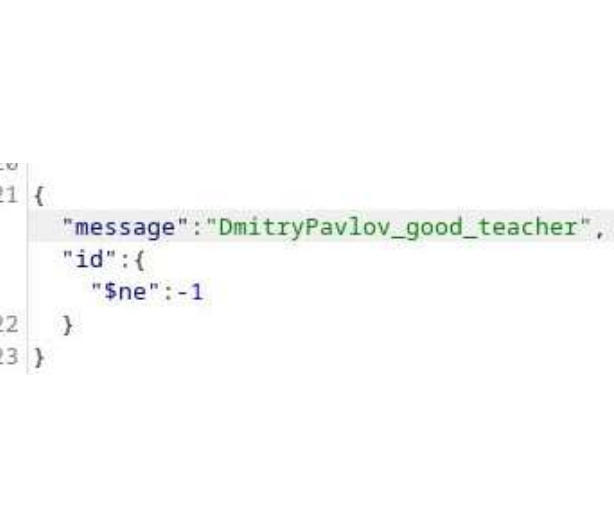 21 {
"message":"DmitryPavlov_good_teacher",
"id":{
"$ne":-1
22 }
23 }